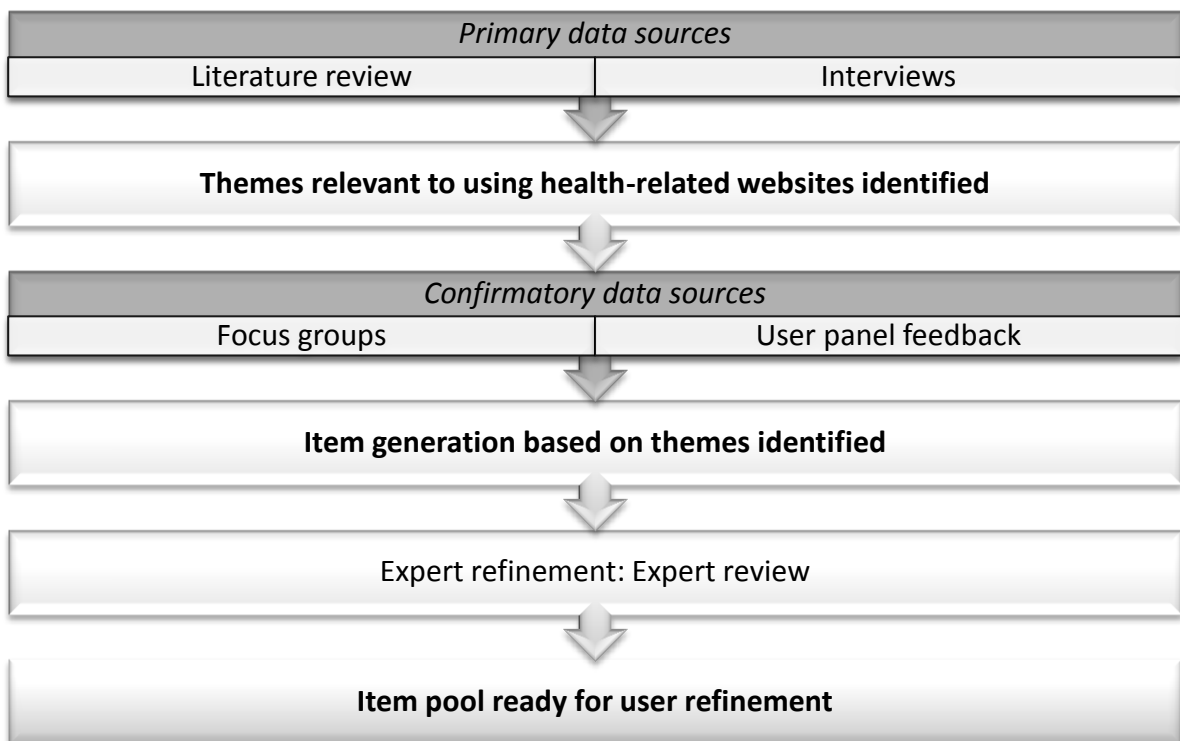 Primary data sources
Literature review
Interviews
Themes relevant to using health-related websites identified
Confirmatory data sources
Focus groups
User panel feedback
Item generation based on themes identified
Expert refinement: Expert review
Item pool ready for user refinement